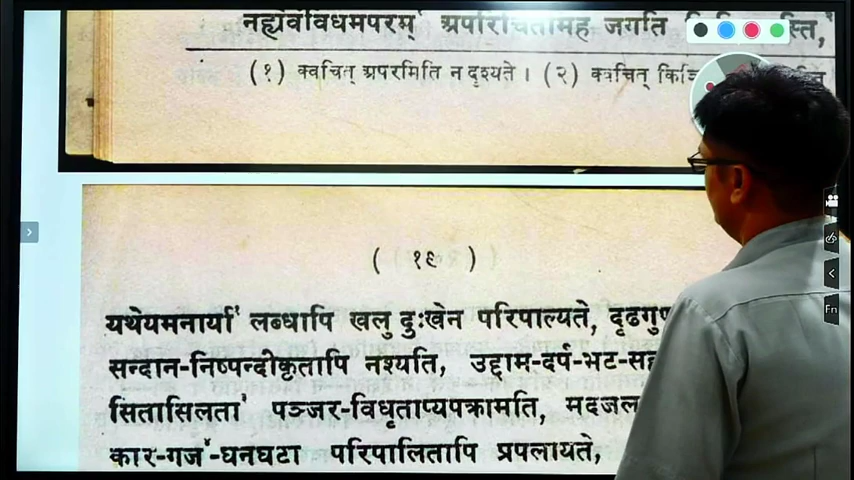 नह्येवंविधमपरम् अपरिचितमिह जगति
(१) क्वचित् अपरमिति न दृश्यते । (२) क्वचित्
( १९ )
यथेयमनार्या लब्धापि खलु दुःखेन परिपाल्यते, दृढगुण
सन्दान-निष्पन्दीकृतापि नश्यति, उद्दाम-दर्प-भट-सह
सितासिलता पञ्जर-विधृताप्यपक्रामति, मदजल
कार-गज-घनघटा परिपालितापि प्रपलायते,
Fn